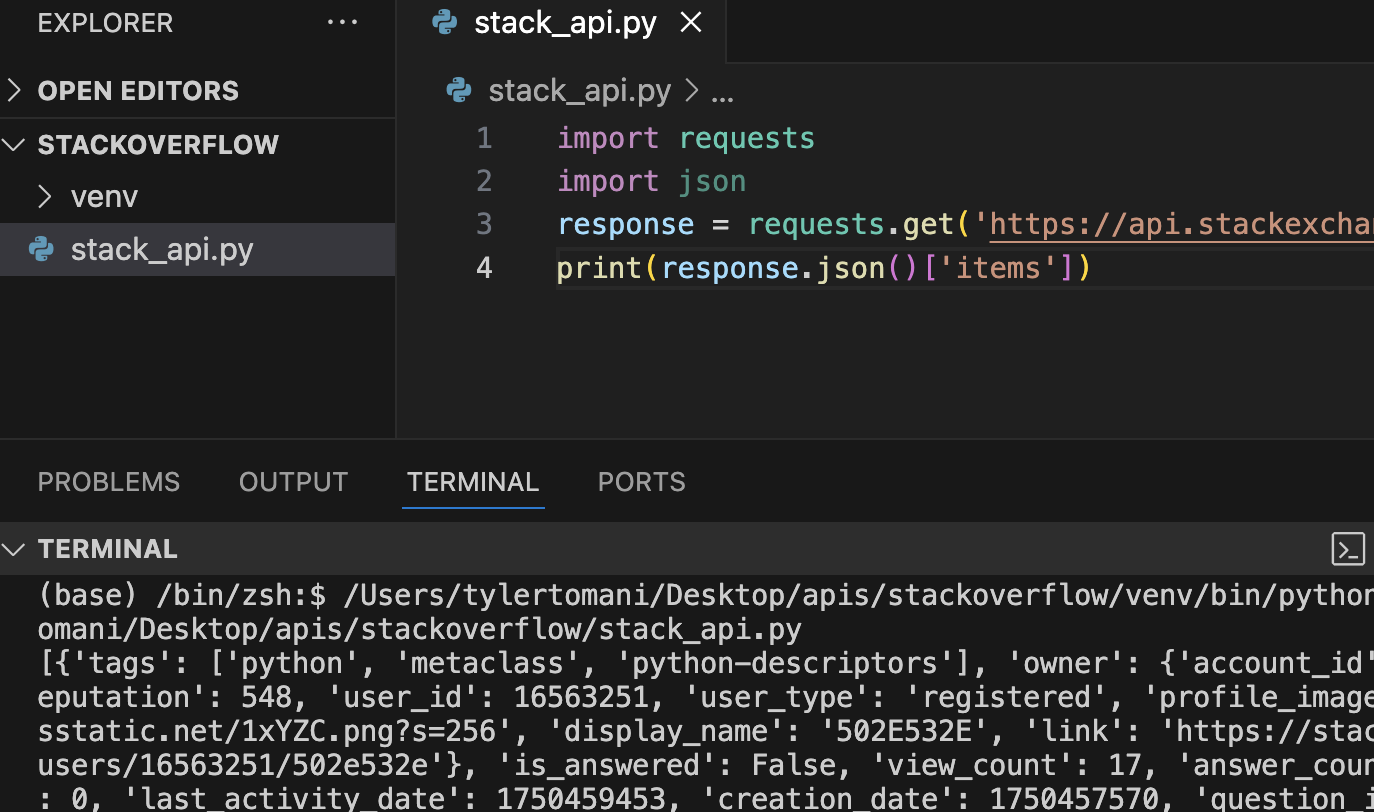 EXPLORER ...
OPEN EDITORS
STACKOVERFLOW
venv
stack_api.py
stack_api.py
stack_api.py > ...
1 import requests
2 import json
3 response = requests.get('https://api.stackexcha
4 print(response.json()['items'])
PROBLEMS OUTPUT TERMINAL PORTS
TERMINAL
(base) /bin/zsh:$ /Users/tylertomani/Desktop/apis/stackoverflow/venv/bin/python
omani/Desktop/apis/stackoverflow/stack_api.py
[{'tags': ['python', 'metaclass', 'python-descriptors'], 'owner': {'account_id'
eputation': 548, 'user_id': 16563251, 'user_type': 'registered', 'profile_image
sstatic.net/1xYZC.png?s=256', 'display_name': '502E532E', 'link': 'https://stac
users/16563251/502e532e'}, 'is_answered': False, 'view_count': 17, 'answer_coun
: 0, 'last_activity_date': 1750459453, 'creation_date': 1750457570, 'question_i